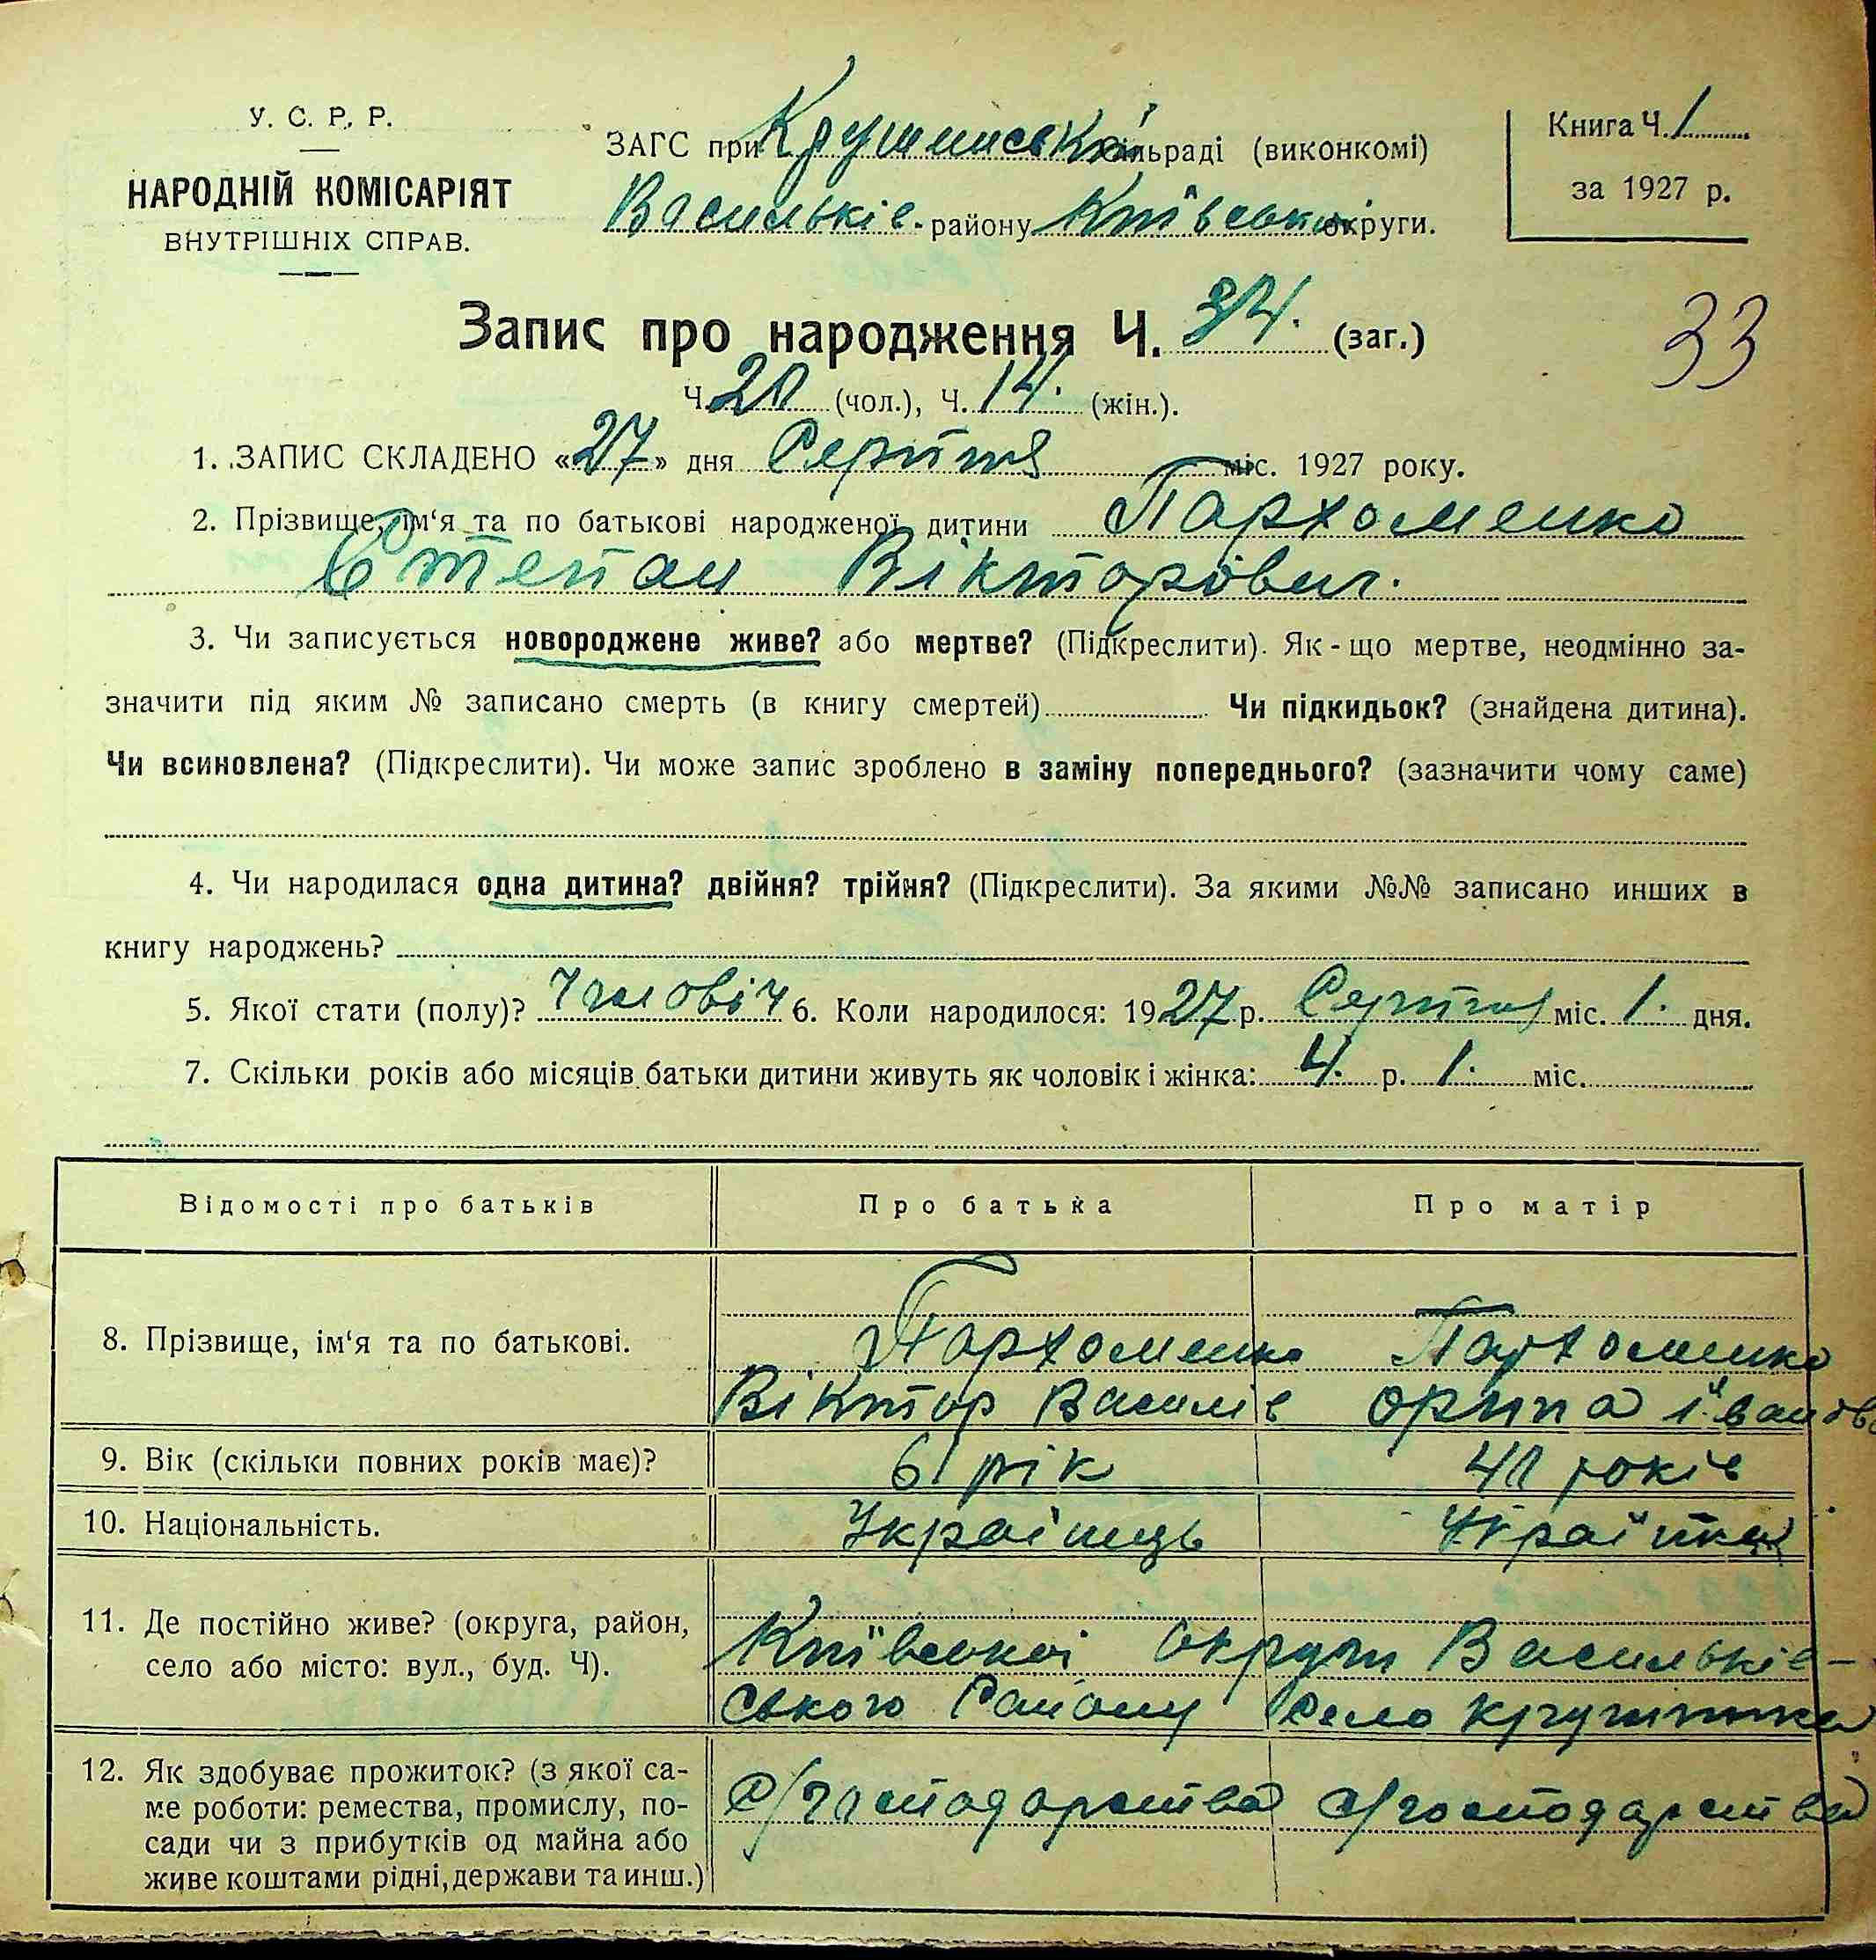 У. С. Р. Р.
НАРОДНІЙ КОМІСАРІЯТ
ВНУТРІШНІХ СПРАВ.
ЗАГС при Крушинській сільраді (виконкомі)
Васильків. району Київської округи.
Книга Ч. 1
за 1927 р.
Запис про народження Ч. 34. (заг.)
33
Ч. 20 (чол.), Ч. 14. (жін.).
1. ЗАПИС СКЛАДЕНО «27» дня Серпня міс. 1927 року.
2. Прізвище, ім‘я та по батькові народженої дитини Пархоменко
Степан Вікторович.
3. Чи записується новороджене живе? або мертве? (Підкреслити). Як-що мертве, неодмінно за-
значити під яким № записано смерть (в книгу смертей) Чи підкидьок? (знайдена дитина).
Чи всиновлена? (Підкреслити). Чи може запис зроблено в заміну попереднього? (зазначити чому саме)
4. Чи народилася одна дитина? двійня? трійня? (Підкреслити). За якими №№ записано инших в
книгу народжень?
5. Якої стати (полу)? Чоловіч 6. Коли народилося: 1927 р. Серпня міс. 1. дня.
7. Скільки років або місяців батьки дитини живуть як чоловік і жінка: 4. р. 1. міс.
Відомості про батьків Про батька Про матір
8. Прізвище, ім‘я та по батькові. Пархоменко Пархоменко
Віктор Василів Орина Іванов
9. Вік (скільки повних років має)? 61 рік 40 років
10. Національність. Українець Українка
11. Де постійно живе? (округа, район,
село або місто: вул., буд. Ч).
Київської округи Васильків-
ського Району Село Крушинка
12. Як здобуває прожиток? (з якої са-
ме роботи: ремества, промислу, по-
сади чи з прибутків од майна або
живе коштами рідні, держави та инш.)
С/господарства с/господарства